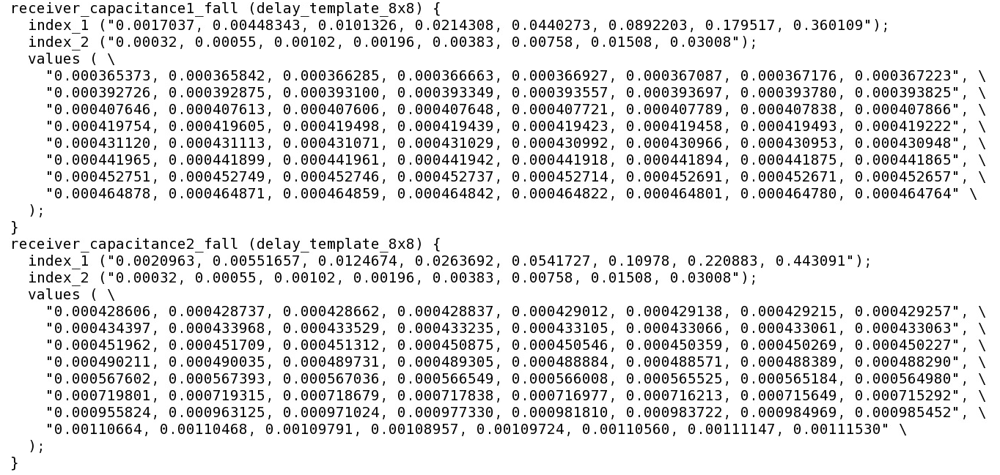 receiver_capacitance1_fall (delay_template_8x8) {
index_1 ("0.0017037, 0.00448343, 0.0101326, 0.0214308, 0.0440273, 0.0892203, 0.179517, 0.360109");
index_2 ("0.00032, 0.00055, 0.00102, 0.00196, 0.00383, 0.00758, 0.01508, 0.03008");
values ( \
"0.000365373, 0.000365842, 0.000366285, 0.000366663, 0.000366927, 0.000367087, 0.000367176, 0.000367223", \
"0.000392726, 0.000392875, 0.000393100, 0.000393349, 0.000393557, 0.000393697, 0.000393780, 0.000393825", \
"0.000407646, 0.000407613, 0.000407606, 0.000407648, 0.000407721, 0.000407789, 0.000407838, 0.000407866", \
"0.000419754, 0.000419605, 0.000419498, 0.000419439, 0.000419423, 0.000419458, 0.000419493, 0.000419222", \
"0.000431120, 0.000431113, 0.000431071, 0.000431029, 0.000430992, 0.000430966, 0.000430953, 0.000430948", \
"0.000441965, 0.000441899, 0.000441961, 0.000441942, 0.000441918, 0.000441894, 0.000441875, 0.000441865", \
"0.000452751, 0.000452749, 0.000452746, 0.000452737, 0.000452714, 0.000452691, 0.000452671, 0.000452657", \
"0.000464878, 0.000464871, 0.000464859, 0.000464842, 0.000464822, 0.000464801, 0.000464780, 0.000464764" \
);
}
receiver_capacitance2_fall (delay_template_8x8) {
index_1 ("0.0020963, 0.00551657, 0.0124674, 0.0263692, 0.0541727, 0.10978, 0.220883, 0.443091");
index_2 ("0.00032, 0.00055, 0.00102, 0.00196, 0.00383, 0.00758, 0.01508, 0.03008");
values ( \
"0.000428606, 0.000428737, 0.000428662, 0.000428837, 0.000429012, 0.000429138, 0.000429215, 0.000429257", \
"0.000434397, 0.000433968, 0.000433529, 0.000433235, 0.000433105, 0.000433066, 0.000433061, 0.000433063", \
"0.000451962, 0.000451709, 0.000451312, 0.000450875, 0.000450546, 0.000450359, 0.000450269, 0.000450227", \
"0.000490211, 0.000490035, 0.000489731, 0.000489305, 0.000488884, 0.000488571, 0.000488389, 0.000488290", \
"0.000567602, 0.000567393, 0.000567036, 0.000566549, 0.000566008, 0.000565525, 0.000565184, 0.000564980", \
"0.000719801, 0.000719315, 0.000718679, 0.000717838, 0.000716977, 0.000716213, 0.000715649, 0.000715292", \
"0.000955824, 0.000963125, 0.000971024, 0.000977330, 0.000981810, 0.000983722, 0.000984969, 0.000985452", \
"0.00110664, 0.00110468, 0.00109791, 0.00108957, 0.00109724, 0.00110560, 0.00111147, 0.00111530" \
);
}